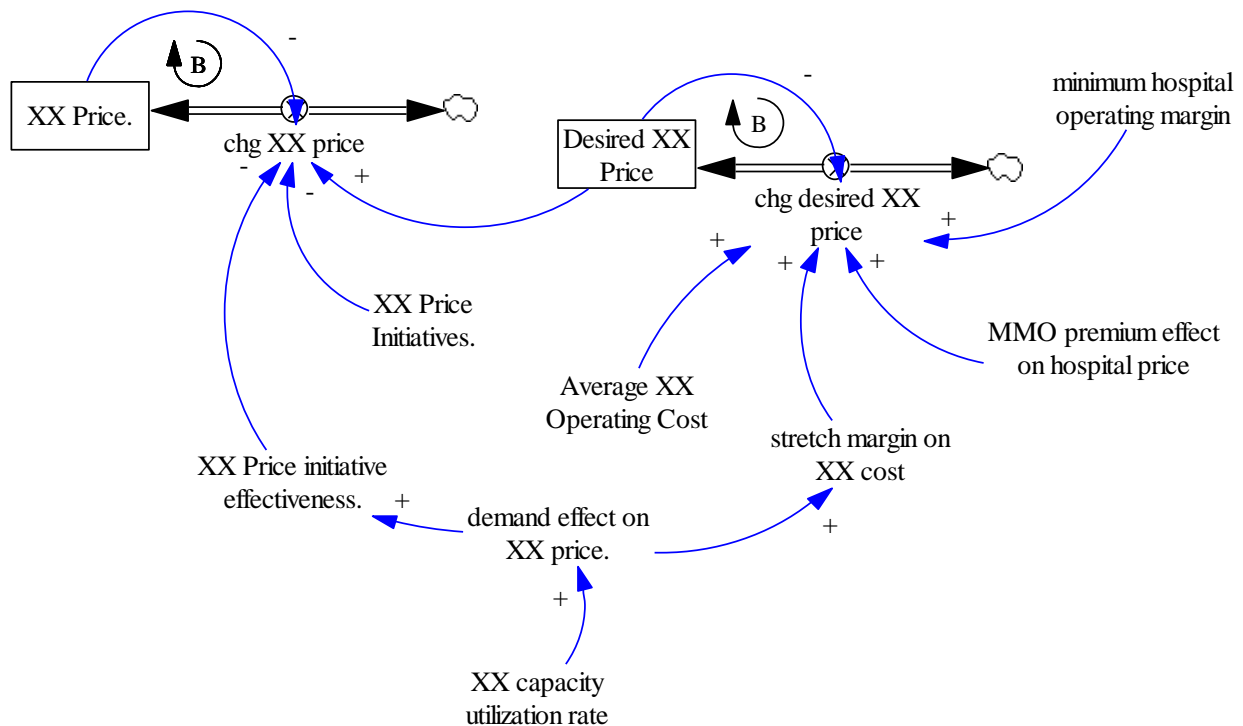 -
B
XX Price.
chg XX price
-
-
+
-
B
Desired XX
Price
chg desired XX
price
minimum hospital
operating margin
+
+
+
+
XX Price
Initiatives.
MMO premium effect
on hospital price
Average XX
Operating Cost
stretch margin on
XX cost
XX Price initiative
effectiveness.
+
demand effect on
XX price.
+
+
XX capacity
utilization rate